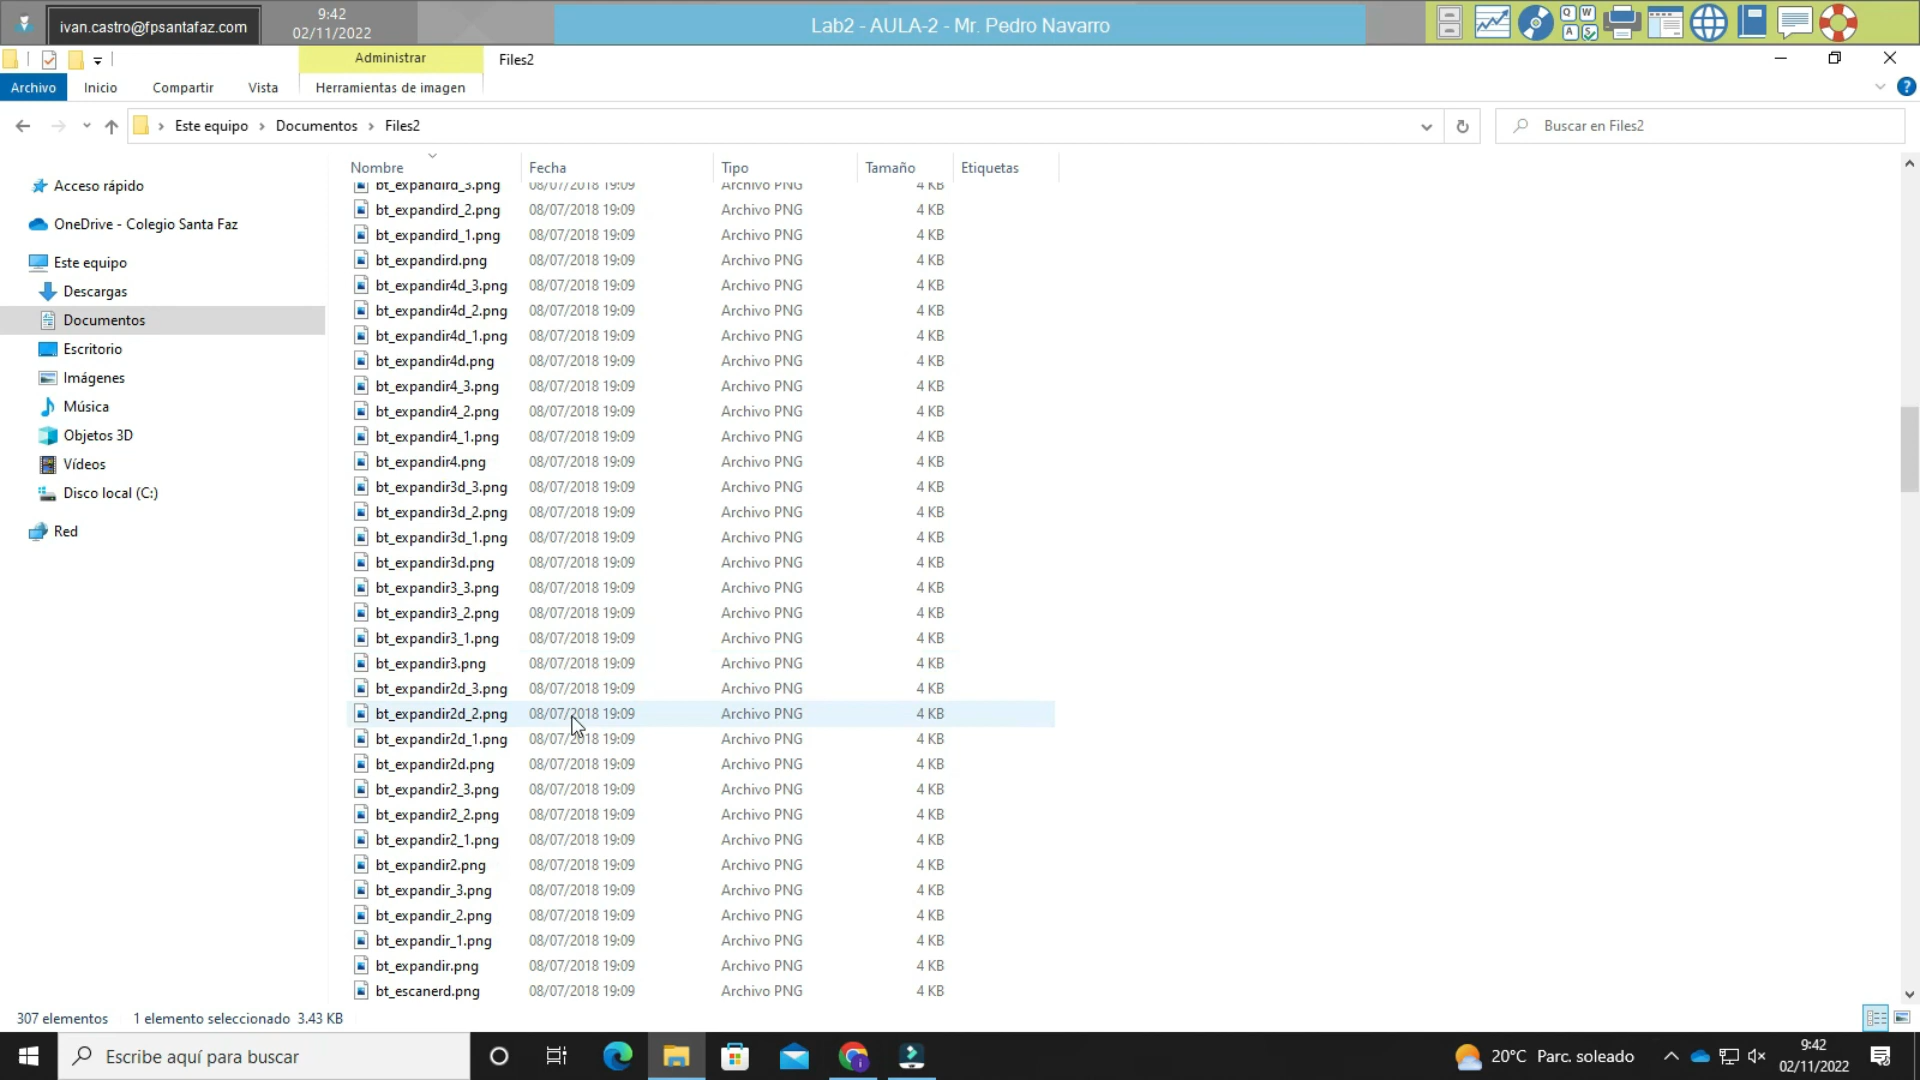 ivan.castro@fpsantafaz.com
9:42
02/11/2022
Lab2 - AULA-2 - Mr. Pedro Navarro
Administrar
Files2
Archivo Inicio Compartir Vista Herramientas de imagen
Este equipo Documentos Files2
Buscar en Files2
Acceso rápido
OneDrive - Colegio Santa Faz
Este equipo
Descargas
Documentos
Escritorio
Imágenes
Música
Objetos 3D
Vídeos
Disco local (C:)
Red
Nombre Fecha Tipo Tamaño Etiquetas
bt_expandird_3.png 08/07/2018 19:09 Archivo PNG 4 KB
bt_expandird_2.png 08/07/2018 19:09 Archivo PNG 4 KB
bt_expandird_1.png 08/07/2018 19:09 Archivo PNG 4 KB
bt_expandird.png 08/07/2018 19:09 Archivo PNG 4 KB
bt_expandir4d_3.png 08/07/2018 19:09 Archivo PNG 4 KB
bt_expandir4d_2.png 08/07/2018 19:09 Archivo PNG 4 KB
bt_expandir4d_1.png 08/07/2018 19:09 Archivo PNG 4 KB
bt_expandir4d.png 08/07/2018 19:09 Archivo PNG 4 KB
bt_expandir4_3.png 08/07/2018 19:09 Archivo PNG 4 KB
bt_expandir4_2.png 08/07/2018 19:09 Archivo PNG 4 KB
bt_expandir4_1.png 08/07/2018 19:09 Archivo PNG 4 KB
bt_expandir4.png 08/07/2018 19:09 Archivo PNG 4 KB
bt_expandir3d_3.png 08/07/2018 19:09 Archivo PNG 4 KB
bt_expandir3d_2.png 08/07/2018 19:09 Archivo PNG 4 KB
bt_expandir3d_1.png 08/07/2018 19:09 Archivo PNG 4 KB
bt_expandir3d.png 08/07/2018 19:09 Archivo PNG 4 KB
bt_expandir3_3.png 08/07/2018 19:09 Archivo PNG 4 KB
bt_expandir3_2.png 08/07/2018 19:09 Archivo PNG 4 KB
bt_expandir3_1.png 08/07/2018 19:09 Archivo PNG 4 KB
bt_expandir3.png 08/07/2018 19:09 Archivo PNG 4 KB
bt_expandir2d_3.png 08/07/2018 19:09 Archivo PNG 4 KB
bt_expandir2d_2.png 08/07/2018 19:09 Archivo PNG 4 KB
bt_expandir2d_1.png 08/07/2018 19:09 Archivo PNG 4 KB
bt_expandir2d.png 08/07/2018 19:09 Archivo PNG 4 KB
bt_expandir2_3.png 08/07/2018 19:09 Archivo PNG 4 KB
bt_expandir2_2.png 08/07/2018 19:09 Archivo PNG 4 KB
bt_expandir2_1.png 08/07/2018 19:09 Archivo PNG 4 KB
bt_expandir2.png 08/07/2018 19:09 Archivo PNG 4 KB
bt_expandir_3.png 08/07/2018 19:09 Archivo PNG 4 KB
bt_expandir_2.png 08/07/2018 19:09 Archivo PNG 4 KB
bt_expandir_1.png 08/07/2018 19:09 Archivo PNG 4 KB
bt_expandir.png 08/07/2018 19:09 Archivo PNG 4 KB
bt_escanerd.png 08/07/2018 19:09 Archivo PNG 4 KB
307 elementos 1 elemento seleccionado 3.43 KB
Escribe aquí para buscar
20°C Parc. soleado
9:42
02/11/2022